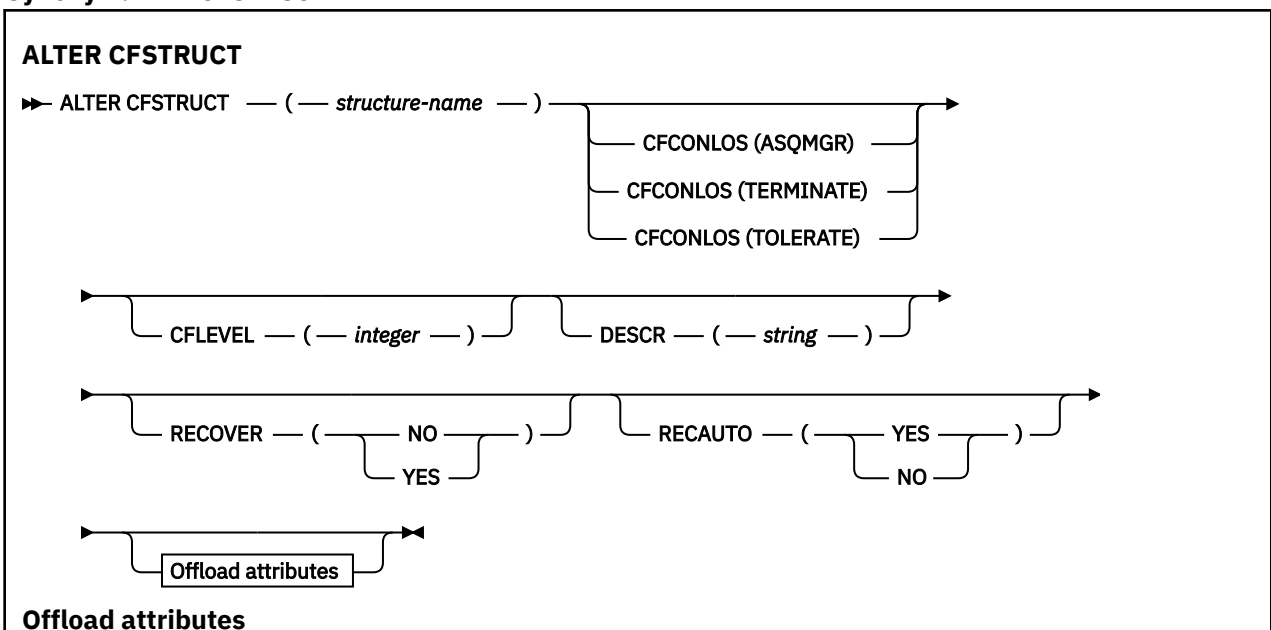 ALTER CFSTRUCT
ALTER CFSTRUCT ( structure-name )
CFCONLOS (ASQMGR)
CFCONLOS (TERMINATE)
CFCONLOS (TOLERATE)
CFLEVEL ( integer ) DESCR ( string )
RECOVER ( NO ) RECAUTO ( YES )
YES NO
Offload attributes
Offload attributes